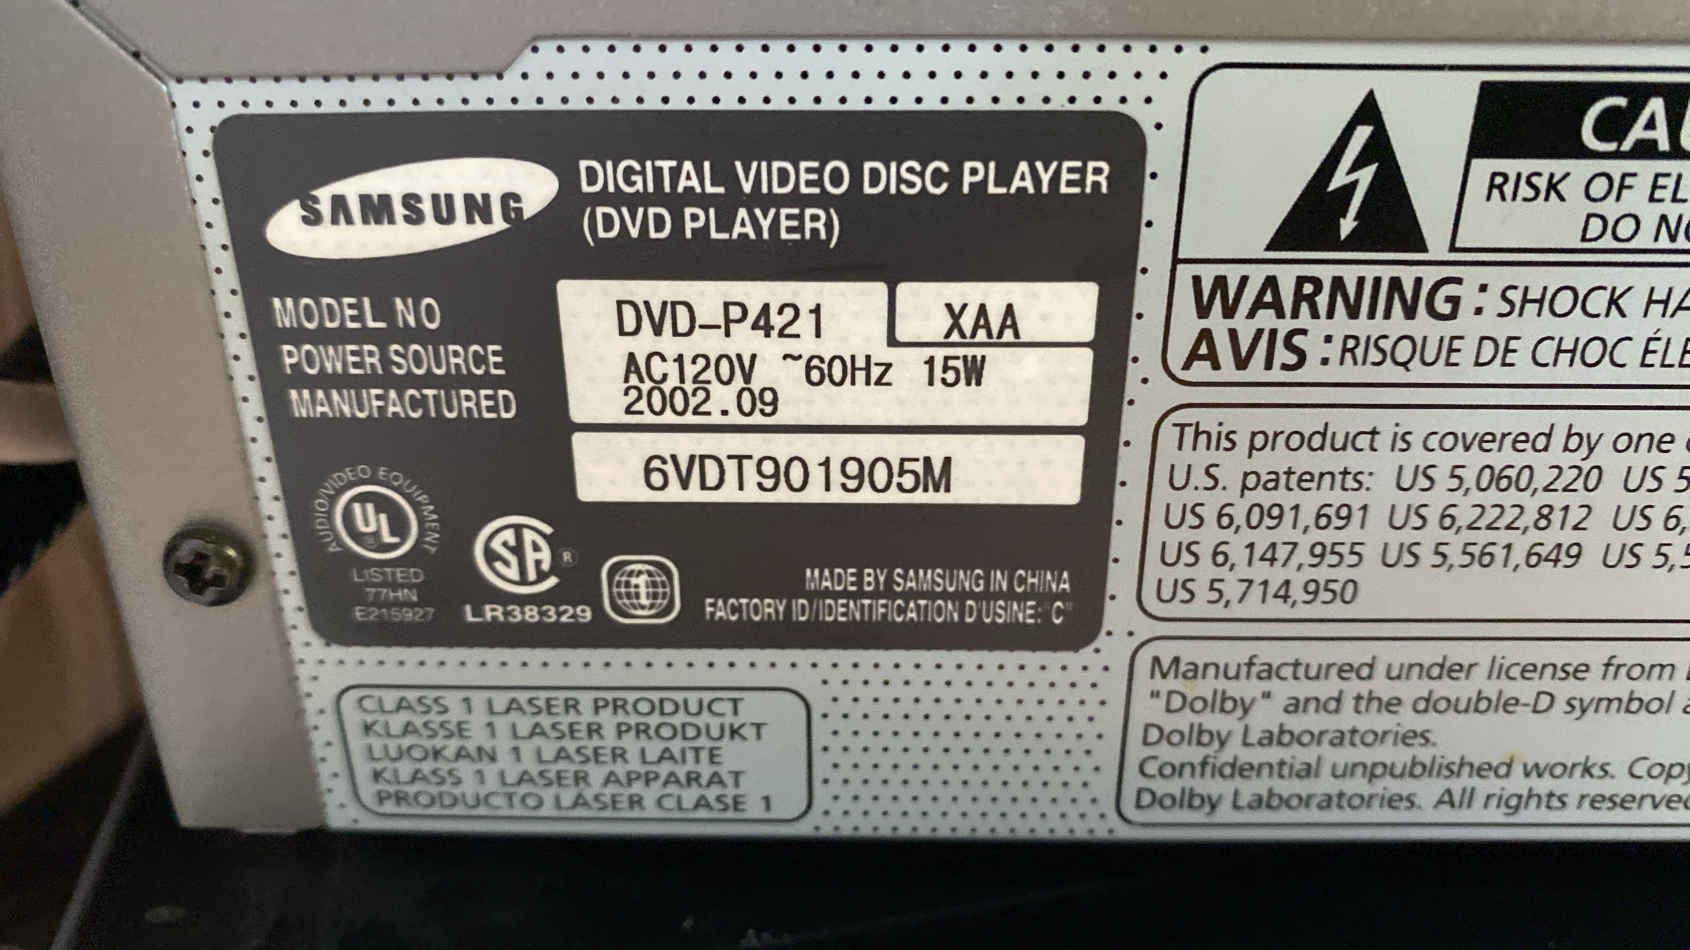 SAMSUNG
DIGITAL VIDEO DISC PLAYER
(DVD PLAYER)
MODEL NO DVD-P421 XAA
POWER SOURCE AC120V ~60Hz 15W
MANUFACTURED 2002.09
6VDT901905M
AUDIO/VIDEO EQUIPMENT
UL
LISTED
77HN
E215927
SA ®
LR38329
1
MADE BY SAMSUNG IN CHINA
FACTORY ID/IDENTIFICATION D'USINE: "C"
CLASS 1 LASER PRODUCT
KLASSE 1 LASER PRODUKT
LUOKAN 1 LASER LAITE
KLASS 1 LASER APPARAT
PRODUCTO LÁSER CLASE 1
CAU
RISK OF EL
DO NO
WARNING : SHOCK HA
AVIS : RISQUE DE CHOC ÉLE
This product is covered by one
U.S. patents: US 5,060,220 US 5
US 6,091,691 US 6,222,812 US 6,
US 6,147,955 US 5,561,649 US 5,5
US 5,714,950
Manufactured under license from
"Dolby" and the double-D symbol a
Dolby Laboratories.
Confidential unpublished works. Copy
Dolby Laboratories. All rights reserved